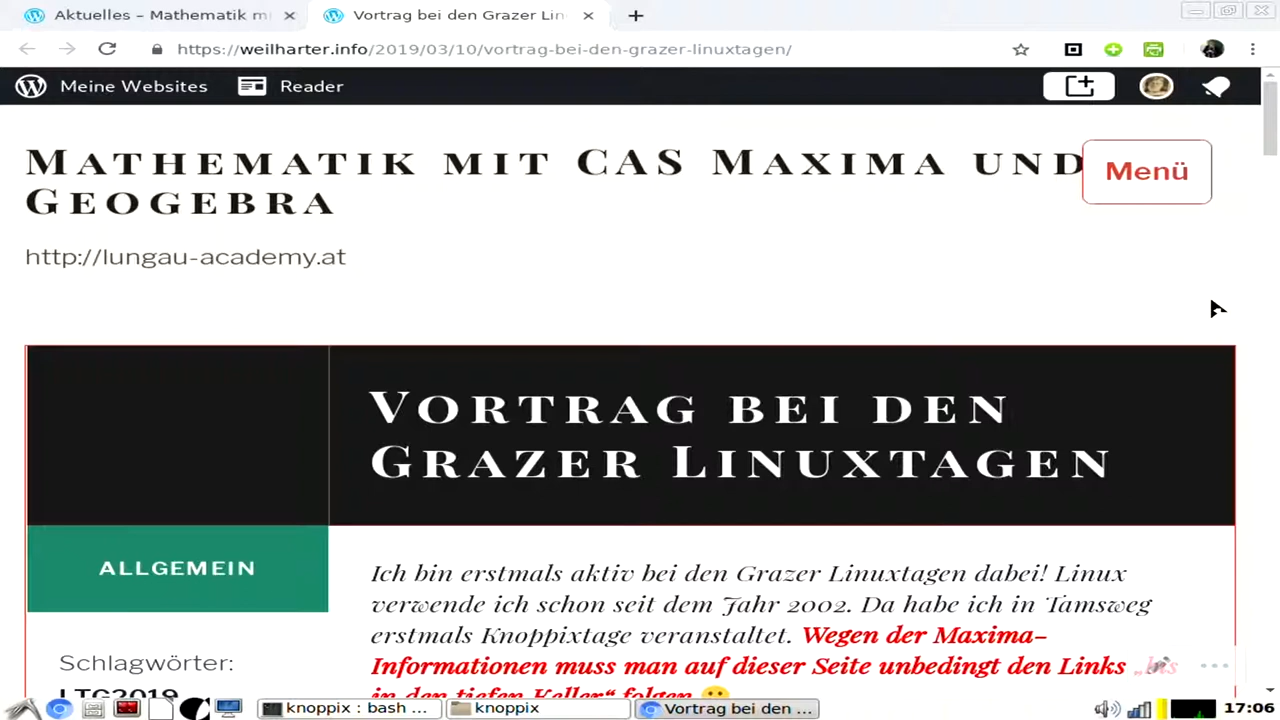 Aktuelles – Mathematik m
Vortrag bei den Grazer Lin
https://weilharter.info/2019/03/10/vortrag-bei-den-grazer-linuxtagen/
Meine Websites
Reader
Mathematik mit CAS Maxima und
Geogebra
Menü
http://lungau-academy.at
Vortrag bei den
Grazer Linuxtagen
ALLGEMEIN
Ich bin erstmals aktiv bei den Grazer Linuxtagen dabei! Linux
verwende ich schon seit dem Jahr 2002. Da habe ich in Tamsweg
erstmals Knoppixtage veranstaltet. Wegen der Maxima-
Informationen muss man auf dieser Seite unbedingt den Links „bis
in den tiefen Keller“ folgen
Schlagwörter:
LTG2019
knoppix : bash ...
knoppix
Vortrag bei den ...
17:06